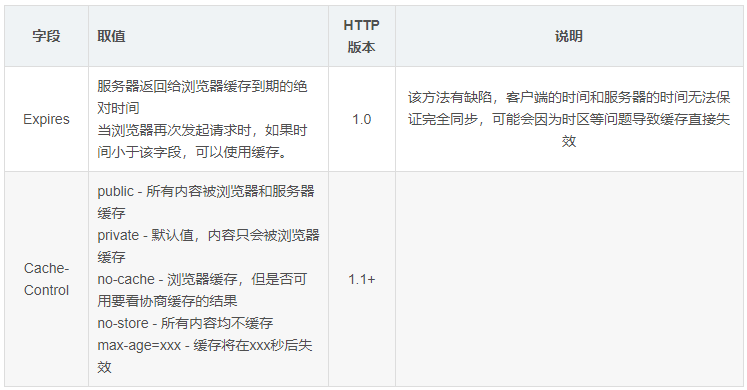 字段
取值
HTTP
版本
说明
Expires
服务器返回给浏览器缓存到期的绝
对时间
当浏览器再次发起请求时，如果时
间小于该字段，可以使用缓存。
1.0
该方法有缺陷，客户端的时间和服务器的时间无法保
证完全同步，可能会因为时区等问题导致缓存直接失
效
Cache-
Control
public - 所有内容被浏览器和服务器
缓存
private - 默认值，内容只会被浏览器
缓存
no-cache - 浏览器缓存，但是否可
用要看协商缓存的结果
no-store - 所有内容均不缓存
max-age=xxx - 缓存将在xxx秒后失
效
1.1+